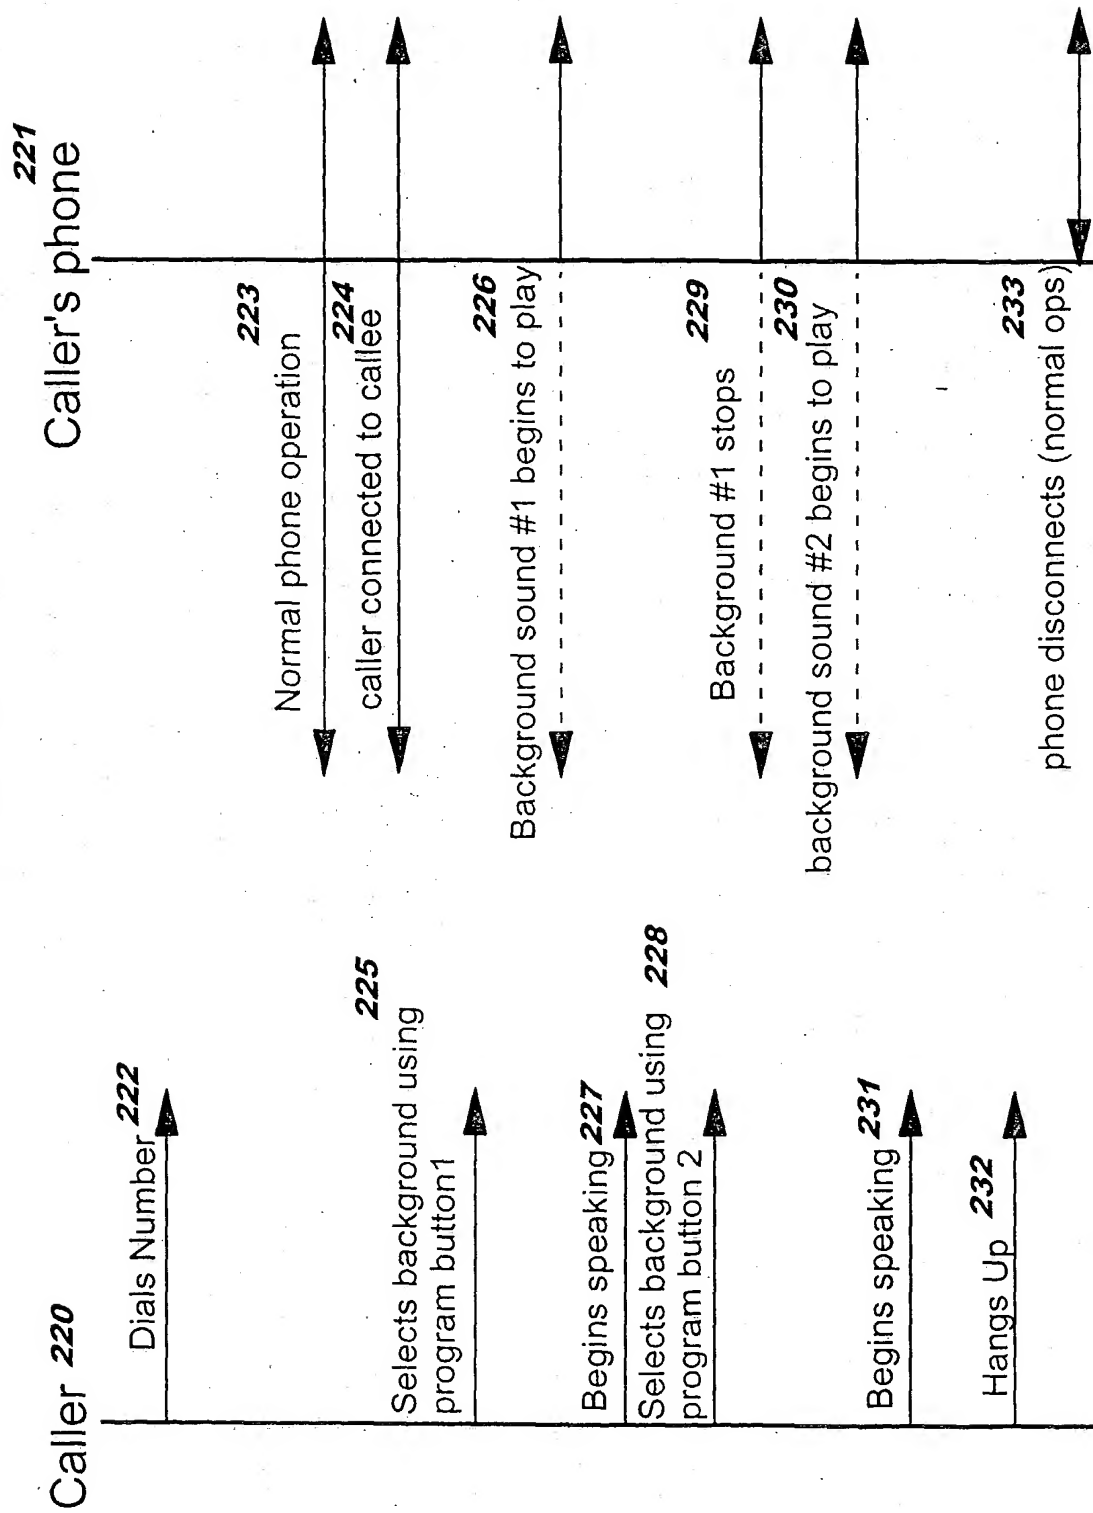 Caller 220
Caller's phone 221
Dials Number 222
Normal phone operation 223
caller connected to callee 224
Selects background using 225
program button1
Background sound #1 begins to play 226
Begins speaking 227
Selects background using 228
program button 2
Background #1 stops 229
background sound #2 begins to play 230
Begins speaking 231
Hangs Up 232
phone disconnects (normal ops) 233